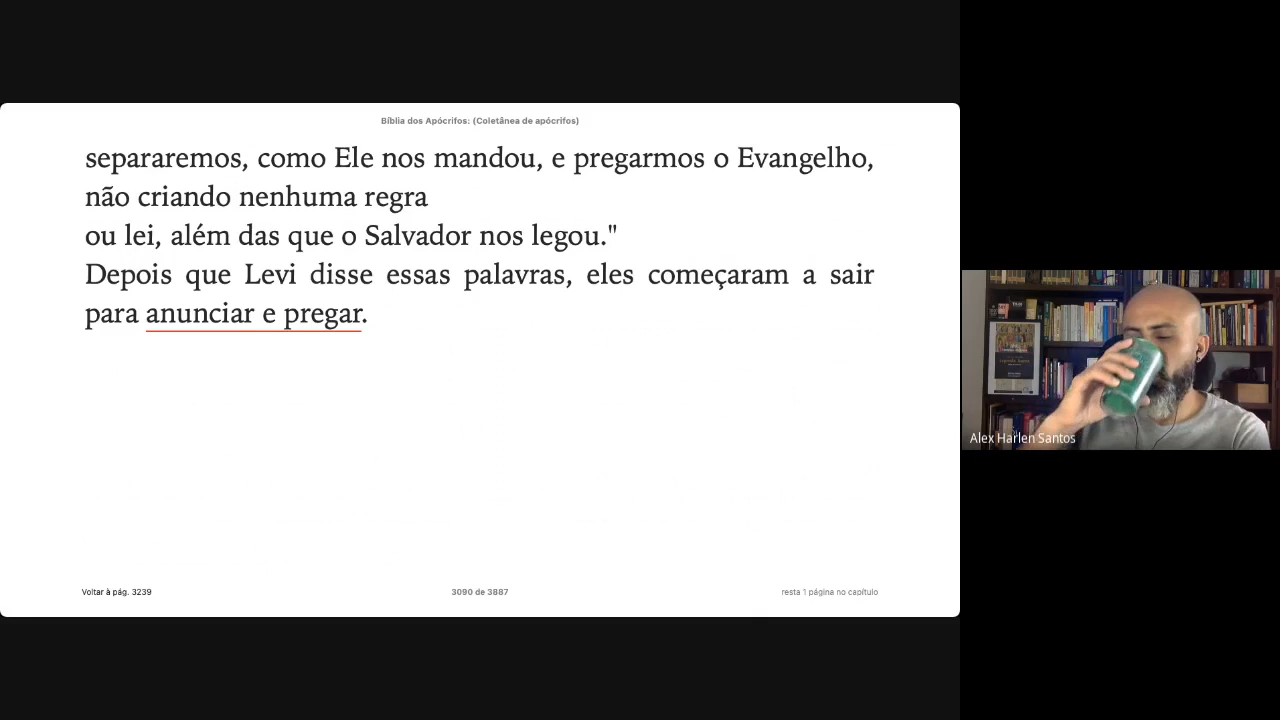 Bíblia dos Apócrifos: (Coletânea de apócrifos)
separaremos, como Ele nos mandou, e pregarmos o Evangelho,
não criando nenhuma regra
ou lei, além das que o Salvador nos legou."
Depois que Levi disse essas palavras, eles começaram a sair
para anunciar e pregar.
Voltar à pág. 3239
3090 de 3887
resta 1 página no capítulo
Alex Harlen Santos